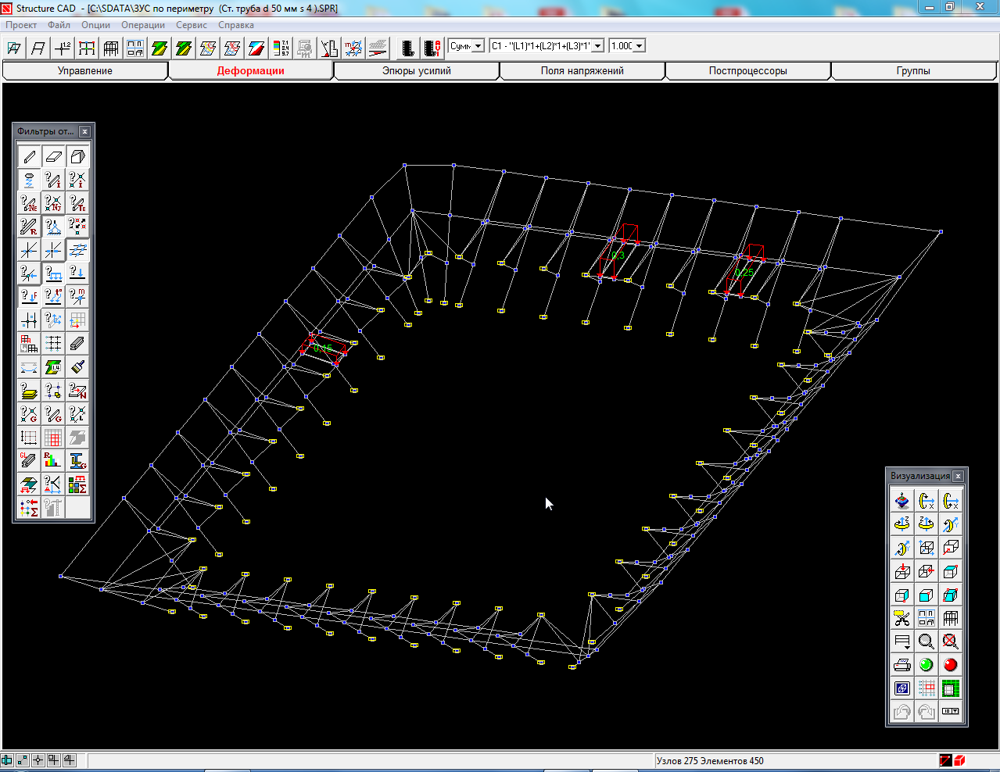 Structure CAD - [C:\SDATA\ЗУС по периметру (Ст. труба d 50 мм s 4 ).SPR]
Проект Файл Опции Операции Сервис Справка
C1 - "(L1)*1+(L2)*1+(L3)*1"
1.00
Управление Деформации Эпюры усилий Поля напряжений Постпроцессоры Группы
Фильтры от...
0,3
0,25
0,15
Визуализация
Узлов 275 Элементов 450